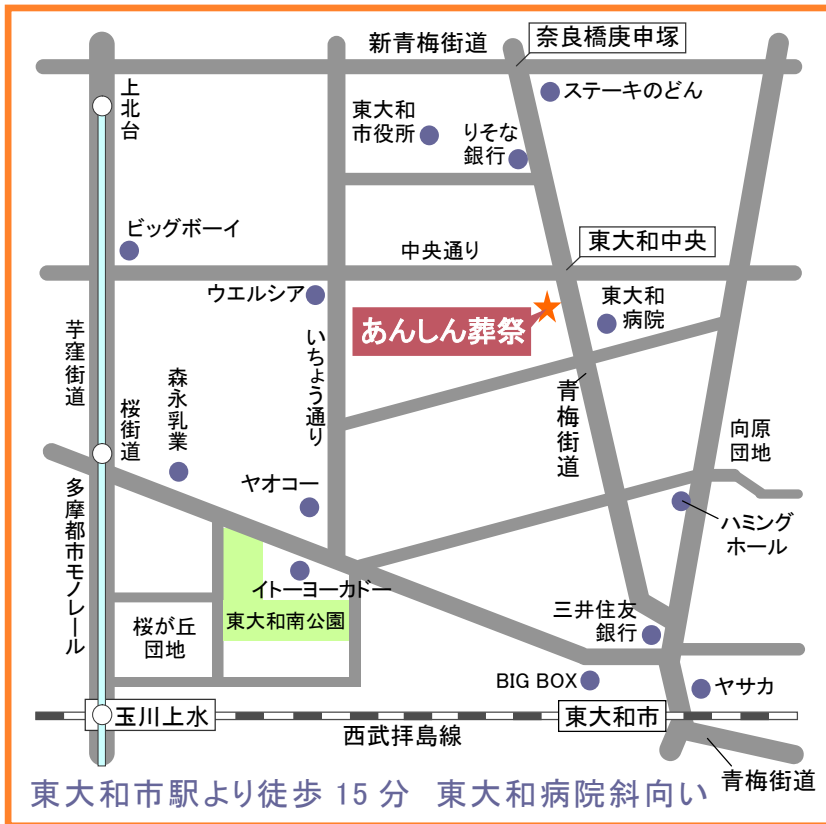 新青梅街道
奈良橋庚申塚
上北台
ステーキのどん
東大和
市役所
りそな
銀行
ビッグボーイ
中央通り
東大和中央
ウエルシア
東大和
病院
あんしん葬祭
芋窪街道
いちょう通り
青梅街道
桜街道
森永乳業
向原
団地
ヤオコー
多摩都市モノレール
ハミング
ホール
イトーヨーカドー
東大和南公園
桜が丘
団地
三井住友
銀行
BIG BOX
ヤサカ
玉川上水
東大和市
西武拝島線
青梅街道
東大和市駅より徒歩 15 分 東大和病院斜向い